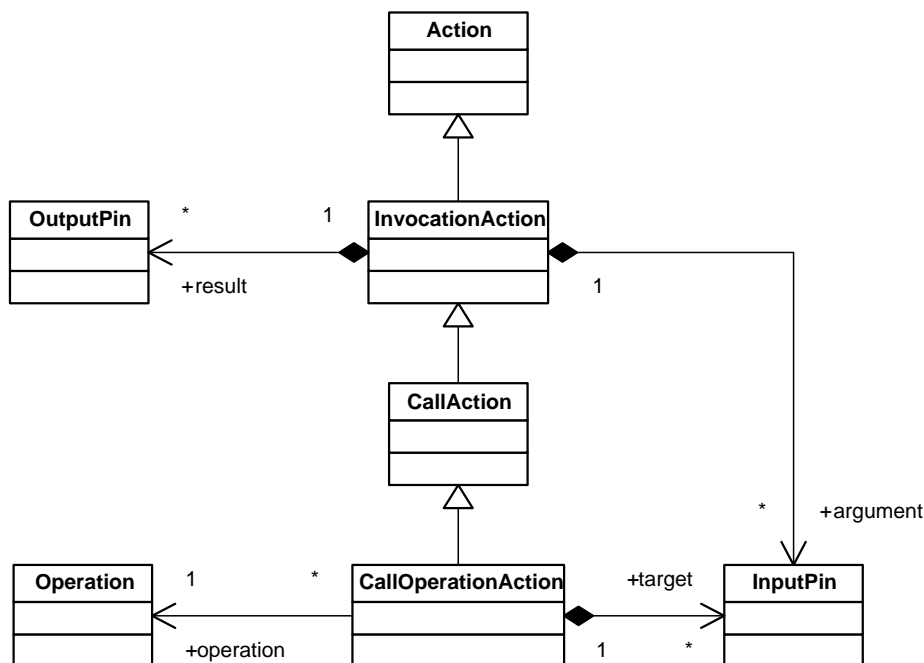 Action
OutputPin
*
1
InvocationAction
+result
1
CallAction
*
+argument
Operation
1
*
CallOperationAction
+target
InputPin
+operation
1
*